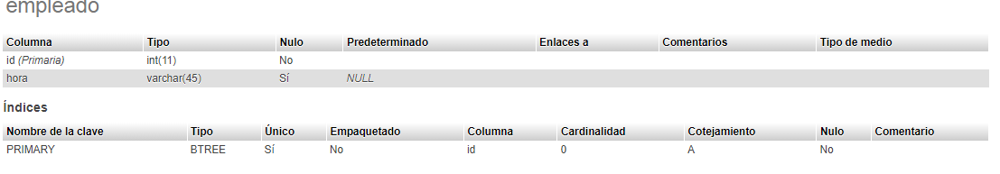 empleado
Columna Tipo Nulo Predeterminado Enlaces a Comentarios Tipo de medio
id (Primaria) int(11) No
hora varchar(45) Sí NULL
Índices
Nombre de la clave Tipo Único Empaquetado Columna Cardinalidad Cotejamiento Nulo Comentario
PRIMARY BTREE Sí No id 0 A No